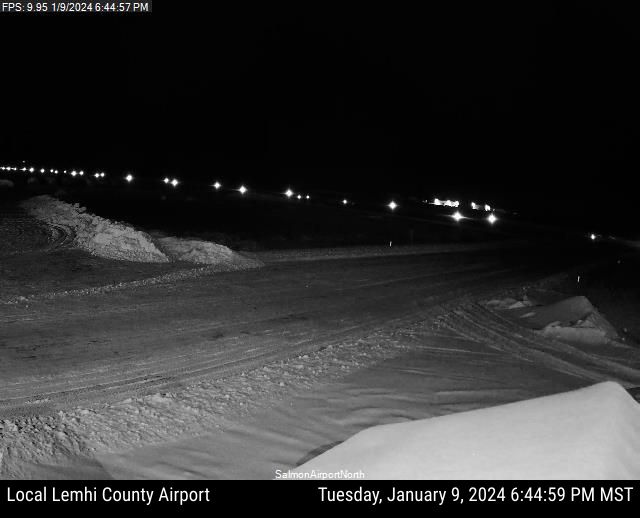 FPS: 9.95 1/9/2024 6:44:57 PM
SalmonAirportNorth
Local Lemhi County Airport
Tuesday, January 9, 2024 6:44:59 PM MST